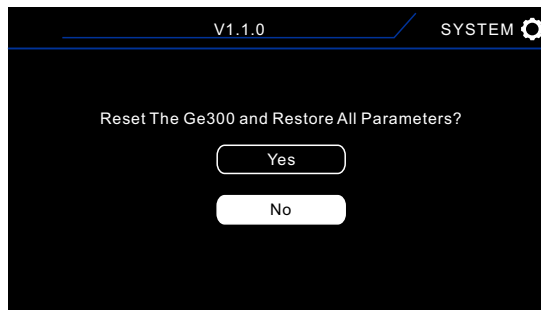 V1.1.0 SYSTEM
Reset The Ge300 and Restore All Parameters?
Yes
No